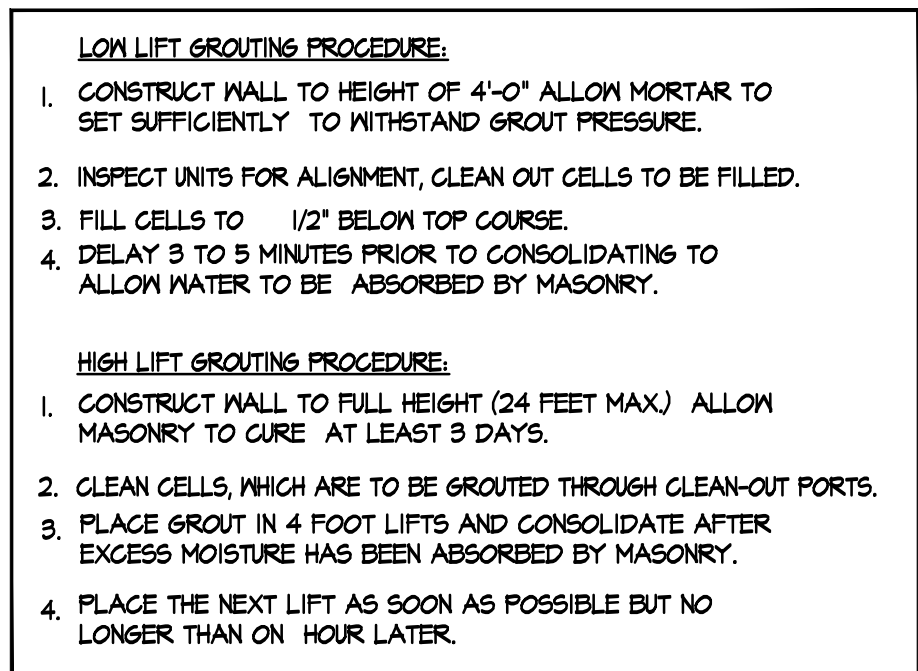 LOW LIFT GROUTING PROCEDURE:
1. CONSTRUCT WALL TO HEIGHT OF 4'-0" ALLOW MORTAR TO
SET SUFFICIENTLY TO WITHSTAND GROUT PRESSURE.
2. INSPECT UNITS FOR ALIGNMENT, CLEAN OUT CELLS TO BE FILLED.
3. FILL CELLS TO 1/2" BELOW TOP COURSE.
4. DELAY 3 TO 5 MINUTES PRIOR TO CONSOLIDATING TO
ALLOW WATER TO BE ABSORBED BY MASONRY.
HIGH LIFT GROUTING PROCEDURE:
1. CONSTRUCT WALL TO FULL HEIGHT (24 FEET MAX.) ALLOW
MASONRY TO CURE AT LEAST 3 DAYS.
2. CLEAN CELLS, WHICH ARE TO BE GROUTED THROUGH CLEAN-OUT PORTS.
3. PLACE GROUT IN 4 FOOT LIFTS AND CONSOLIDATE AFTER
EXCESS MOISTURE HAS BEEN ABSORBED BY MASONRY.
4. PLACE THE NEXT LIFT AS SOON AS POSSIBLE BUT NO
LONGER THAN ON HOUR LATER.